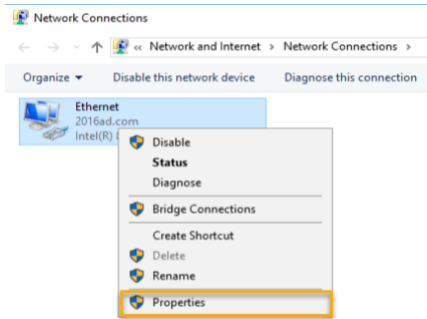 Network Connections
« Network and Internet > Network Connections >
Organize Disable this network device Diagnose this connection
Ethernet
2016ad.com
Intel(R)
Disable
Status
Diagnose
Bridge Connections
Create Shortcut
Delete
Rename
Properties